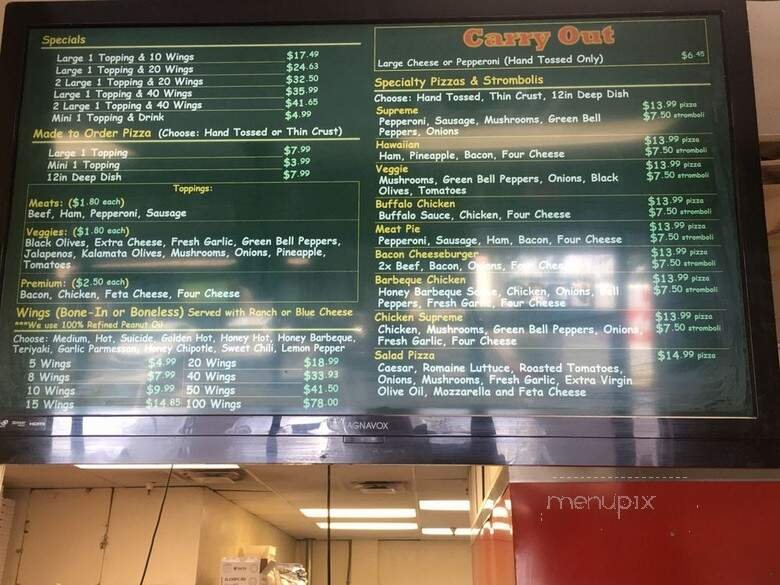 Specials
Large 1 Topping & 10 Wings $17.49
Large 1 Topping & 20 Wings $24.63
2 Large 1 Topping & 20 Wings $32.50
Large 1 Topping & 40 Wings $35.99
2 Large 1 Topping & 40 Wings $41.65
Mini 1 Topping & Drink $4.99
Made to Order Pizza (Choose: Hand Tossed or Thin Crust)
Large 1 Topping $7.99
Mini 1 Topping $3.99
12in Deep Dish $7.99
Toppings:
Meats: ($1.80 each)
Beef, Ham, Pepperoni, Sausage
Veggies: ($1.80 each)
Black Olives, Extra Cheese, Fresh Garlic, Green Bell Peppers,
Jalapenos, Kalamata Olives, Mushrooms, Onions, Pineapple,
Tomatoes
Premium: ($2.50 each)
Bacon, Chicken, Feta Cheese, Four Cheese
Wings (Bone-In or Boneless) Served with Ranch or Blue Cheese
***We use 100% Refined Peanut Oil
Choose: Medium, Hot, Suicide, Golden Hot, Honey Hot, Honey Barbeque,
Teriyaki, Garlic Parmessan, Honey Chipotle, Sweet Chili, Lemon Pepper
5 Wings $4.99 20 Wings $18.99
8 Wings $7.99 40 Wings $33.93
10 Wings $9.99 50 Wings $41.50
15 Wings $14.85 100 Wings $78.00
Carry Out
Large Cheese or Pepperoni (Hand Tossed Only) $6.45
Specialty Pizzas & Strombolis
Choose: Hand Tossed, Thin Crust, 12in Deep Dish
Supreme $13.99 pizza
Pepperoni, Sausage, Mushrooms, Green Bell $7.50 stromboli
Peppers, Onions
Hawaiian $13.99 pizza
Ham, Pineapple, Bacon, Four Cheese $7.50 stromboli
Veggie $13.99 pizza
Mushrooms, Green Bell Peppers, Onions, Black $7.50 stromboli
Olives, Tomatoes
Buffalo Chicken $13.99 pizza
Buffalo Sauce, Chicken, Four Cheese $7.50 stromboli
Meat Pie $13.99 pizza
Pepperoni, Sausage, Ham, Bacon, Four Cheese $7.50 stromboli
Bacon Cheeseburger $13.99 pizza
2x Beef, Bacon, Onions, Four Cheese $7.50 stromboli
Barbeque Chicken $13.99 pizza
Honey Barbeque Sauce, Chicken, Onions, Bell $7.50 stromboli
Peppers, Fresh Garlic, Four Cheese
Chicken Supreme $13.99 pizza
Chicken, Mushrooms, Green Bell Peppers, Onions, $7.50 stromboli
Fresh Garlic, Four Cheese
Salad Pizza $14.99 pizza
Caesar, Romaine Luttuce, Roasted Tomatoes,
Onions, Mushrooms, Fresh Garlic, Extra Virgin
Olive Oil, Mozzarella and Feta Cheese
HDMI
MAGNAVOX
menupix